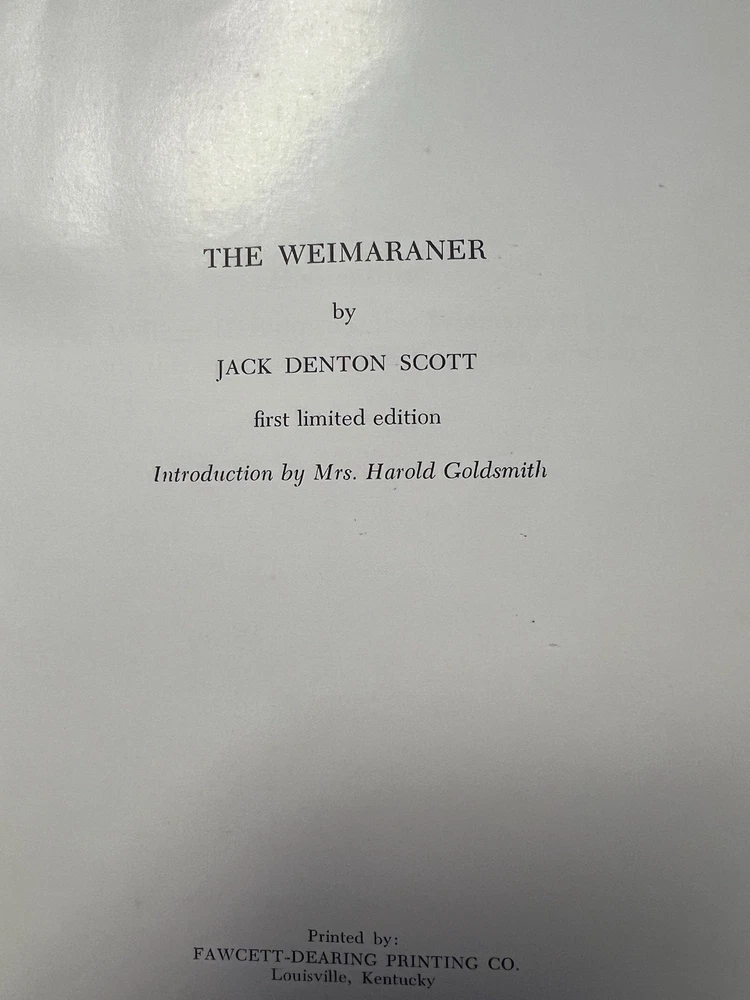 THE WEIMARANER
by
JACK DENTON SCOTT
first limited edition
Introduction by Mrs. Harold Goldsmith
Printed by:
FAWCETT-DEARING PRINTING CO.
Louisville, Kentucky